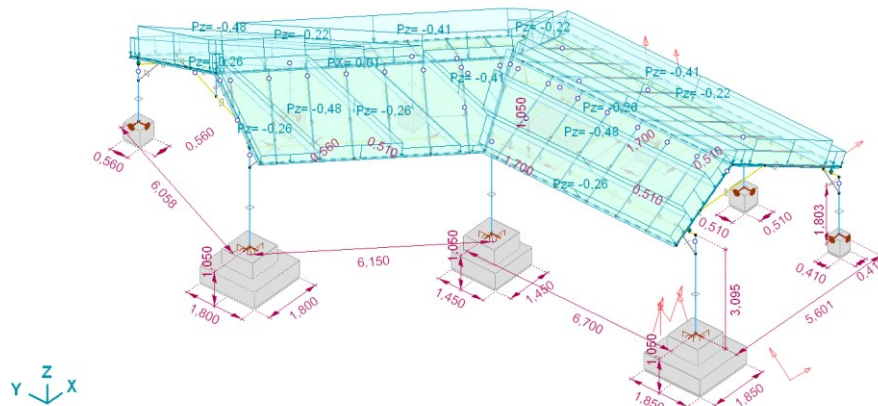 Pz= -0,48
Pz= -0,22
Pz= -0,41
Pz= -0,22
Pz= -0,26
PX= 0,01
Pz= -0,41
Pz= -0,41
Pz= -0,22
Pz= -0,48
Pz= -0,26
Pz= -0,26
Pz= -0,48
Pz= -0,26
1,050
1,700
0,510
0,560
0,510
1,700
0,510
Pz= -0,26
0,560
0,560
6,058
1,050
1,800
1,800
6,150
1,050
1,450
1,450
6,700
0,510
0,510
1,803
0,410
0,41
3,095
5,601
1,050
1,850
1,850
Z
Y
X